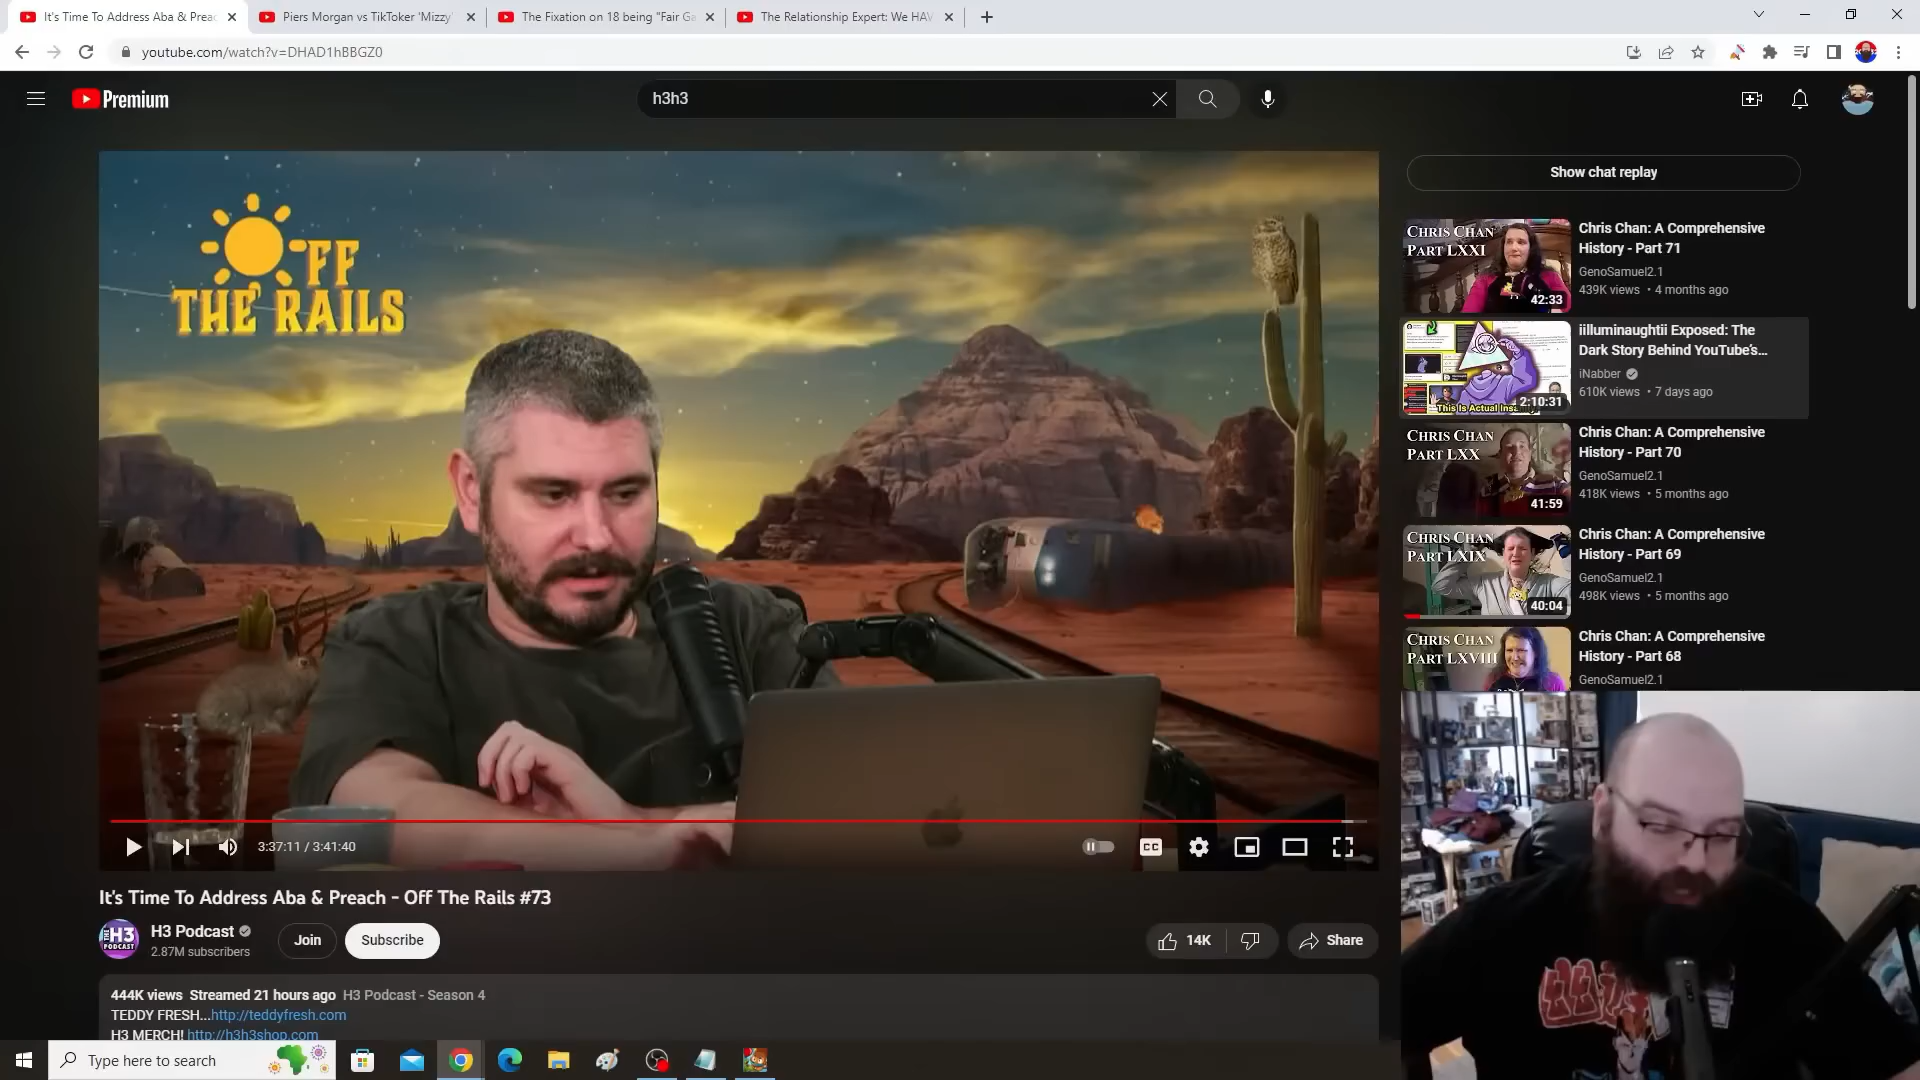 It's Time To Address Aba & Preac
Piers Morgan vs TikToker 'Mizzy'
The Fixation on 18 being "Fair Ga
The Relationship Expert: We HAV
youtube.com/watch?v=DHAD1hBBGZ0
Premium
h3h3
OFF
THE RAILS
Show chat replay
CHRIS CHAN
PART LXXI
42:33
Chris Chan: A Comprehensive
History - Part 71
GenoSamuel2.1
439K views • 4 months ago
This Is Actual Insa
2:10:31
iilluminaughtii Exposed: The
Dark Story Behind YouTube's...
iNabber
610K views • 7 days ago
CHRIS CHAN
PART LXX
41:59
Chris Chan: A Comprehensive
History - Part 70
GenoSamuel2.1
418K views • 5 months ago
CHRIS CHAN
PART LXIX
40:04
Chris Chan: A Comprehensive
History - Part 69
GenoSamuel2.1
498K views • 5 months ago
CHRIS CHAN
PART LXVIII
Chris Chan: A Comprehensive
History - Part 68
GenoSamuel2.1
3:37:11 / 3:41:40
CC
It's Time To Address Aba & Preach - Off The Rails #73
THE H3 PODCAST
H3 Podcast
2.87M subscribers
Join
Subscribe
14K
Share
444K views Streamed 21 hours ago H3 Podcast - Season 4
TEDDY FRESH...http://teddyfresh.com
H3 MERCH! http://h3h3shop.com
Type here to search